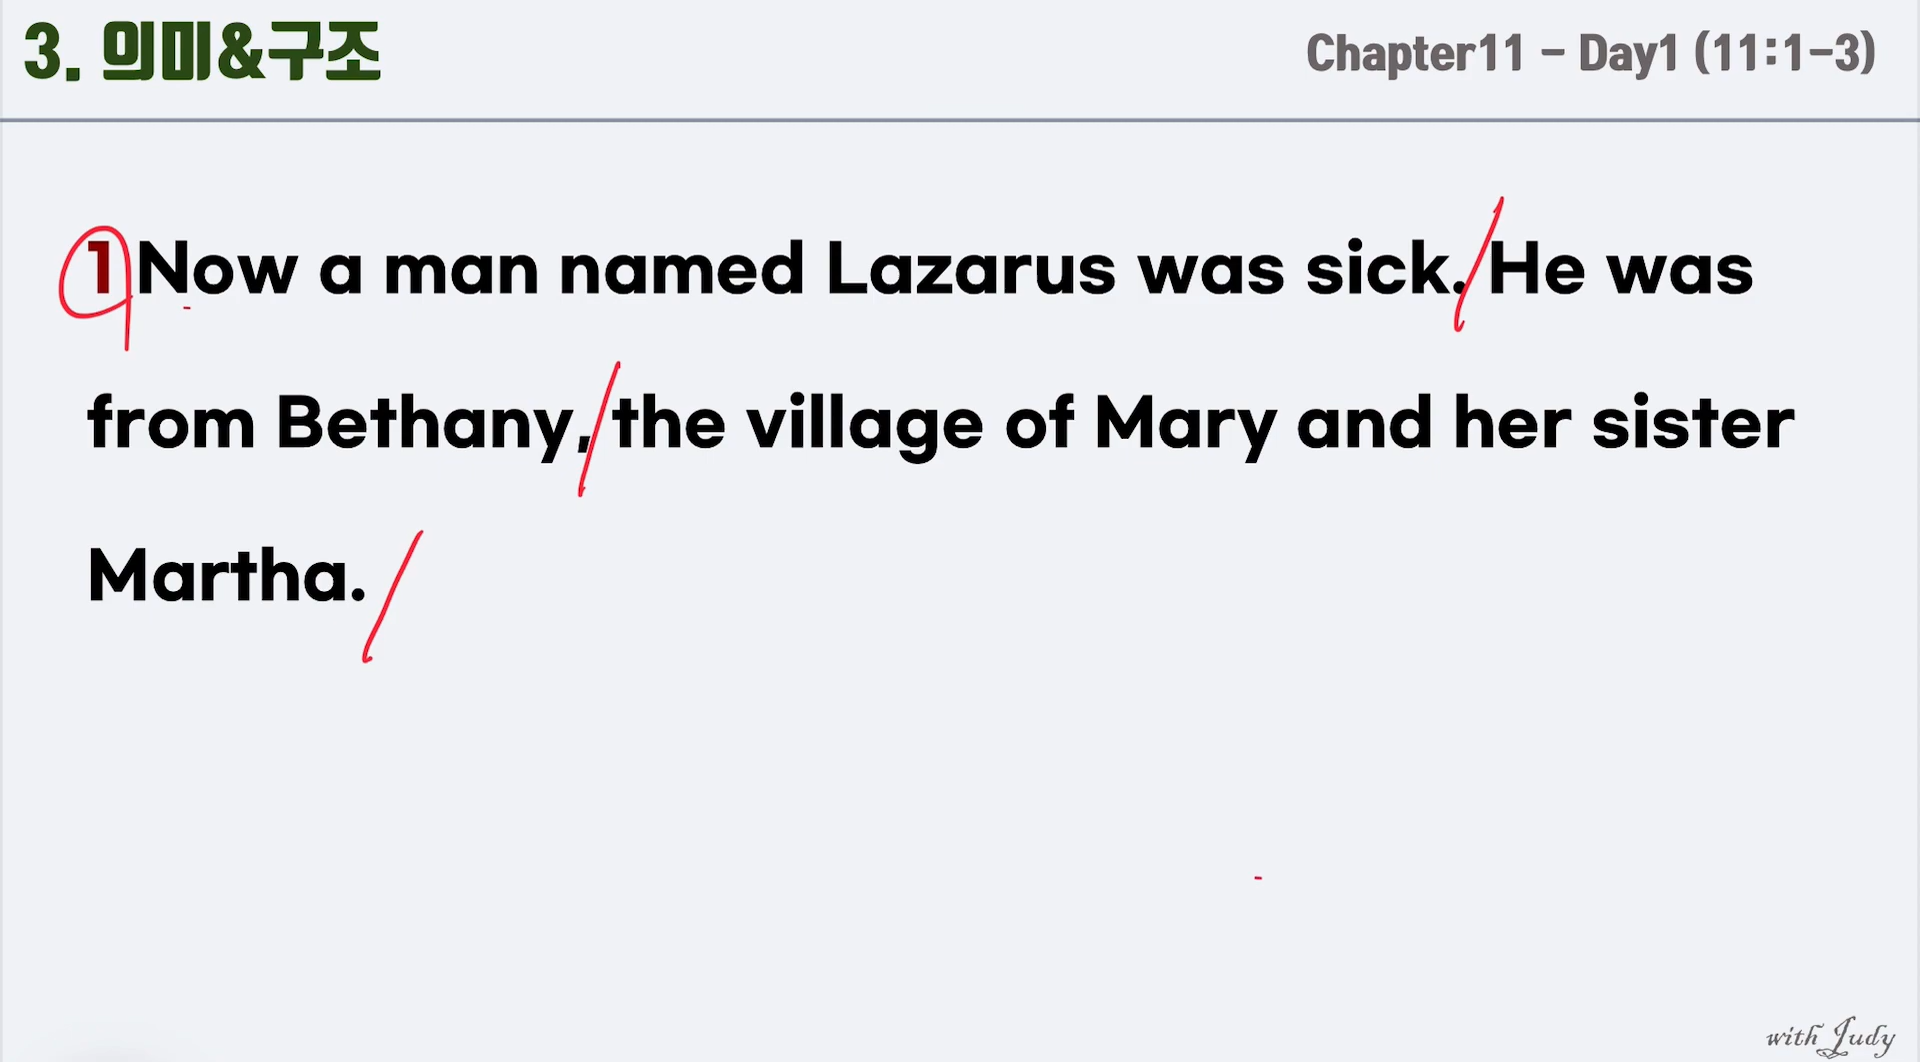 3. 의미&구조
Chapter11 - Day1 (11:1-3)
1 Now a man named Lazarus was sick. He was
from Bethany, the village of Mary and her sister
Martha.
with Judy